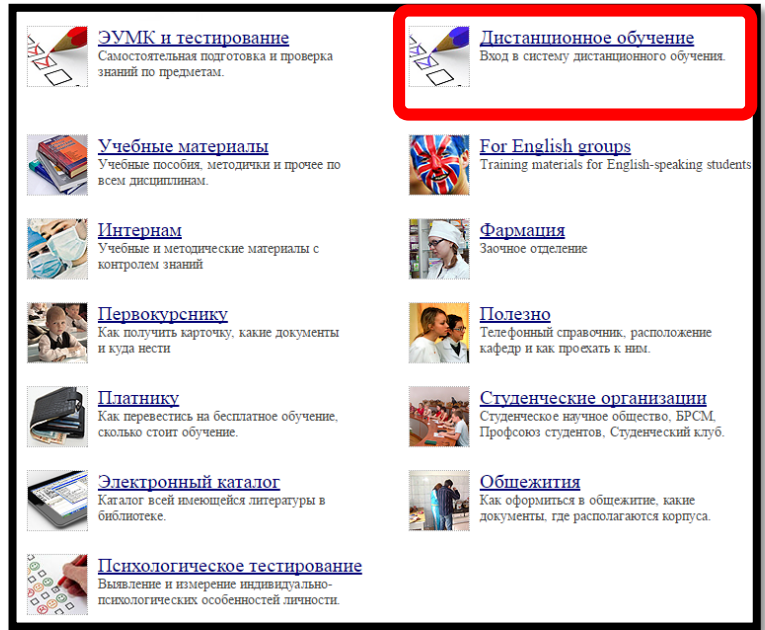 ЭУМК и тестирование
Самостоятельная подготовка и проверка
знаний по предметам.
Дистанционное обучение
Вход в систему дистанционного обучения.
Учебные материалы
Учебные пособия, методички и прочее по
всем дисциплинам.
For English groups
Training materials for English-speaking students
Интернам
Учебные и методические материалы с
контролем знаний
Фармация
Заочное отделение
Первокурснику
Как получить карточку, какие документы
и куда нести
Полезно
Телефонный справочник, расположение
кафедр и как проехать к ним.
Платнику
Как перевестись на бесплатное обучение,
сколько стоит обучение.
Студенческие организации
Студенческое научное общество, БРСМ,
Профсоюз студентов, Студенческий клуб.
Электронный каталог
Каталог всей имеющейся литературы в
библиотеке.
Общежития
Как оформиться в общежитие, какие
документы, где располагаются корпуса.
Психологическое тестирование
Выявление и измерение индивидуально-
психологических особенностей личности.